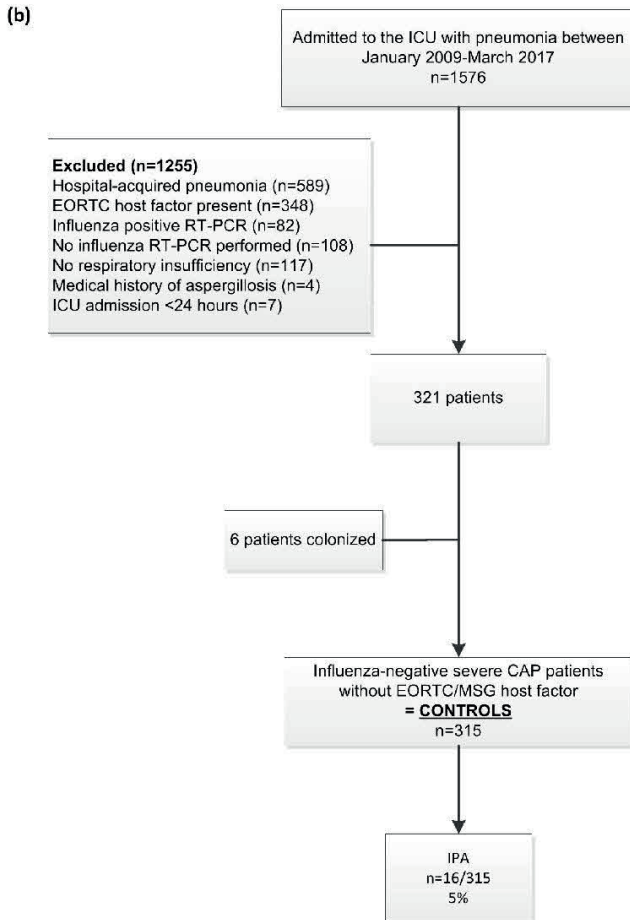 (b)
Admitted to the ICU with pneumonia between
January 2009-March 2017
n=1576
Excluded (n=1255)
Hospital-acquired pneumonia (n=589)
EORTC host factor present (n=348)
Influenza positive RT-PCR (n=82)
No influenza RT-PCR performed (n=108)
No respiratory insufficiency (n=117)
Medical history of aspergillosis (n=4)
ICU admission <24 hours (n=7)
321 patients
6 patients colonized
Influenza-negative severe CAP patients
without EORTC/MSG host factor
= CONTROLS
n=315
IPA
n=16/315
5%